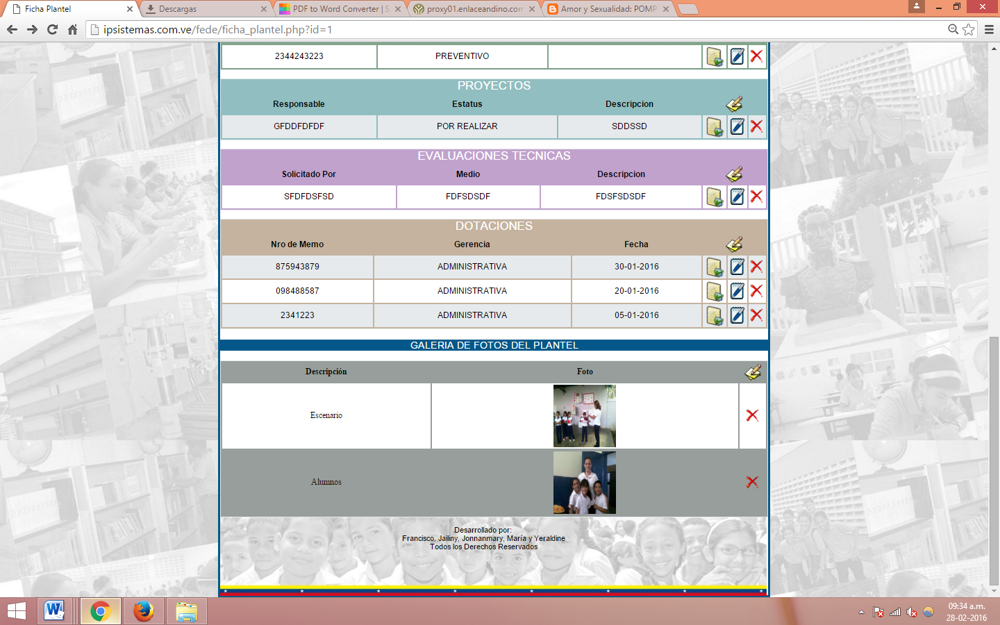 Ficha Plantel
Descargas
PDF to Word Converter | S
proxy01.enlaceandino.com
Amor y Sexualidad: POMP
ipsistemas.com.ve/fede/ficha_plantel.php?id=1
2344243223 PREVENTIVO
PROYECTOS
Responsable Estatus Descripcion
GFDDFDFDF POR REALIZAR SDDSSD
EVALUACIONES TECNICAS
Solicitado Por Medio Descripcion
SFDFDSFSD FDFSDSDF FDSFSDSDF
DOTACIONES
Nro de Memo Gerencia Fecha
875943879 ADMINISTRATIVA 30-01-2016
098488587 ADMINISTRATIVA 20-01-2016
2341223 ADMINISTRATIVA 05-01-2016
GALERIA DE FOTOS DEL PLANTEL
Descripción Foto
Escenario
Alumnos
Desarrollado por:
Francisco, Jailiny, Jonnanmary, María y Yeraldine
Todos los Derechos Reservados
09:34 a.m.
28-02-2016